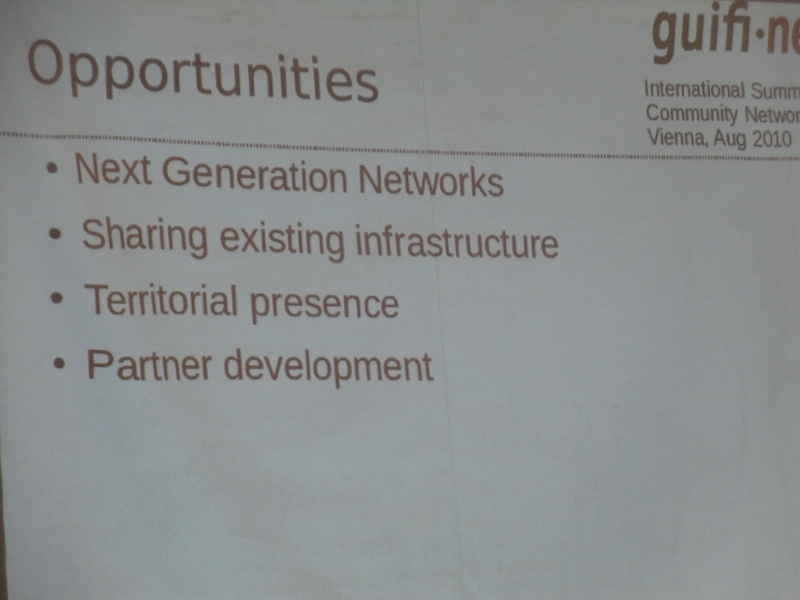 Opportunities
guifi·ne
International Summ
Community Networ
Vienna, Aug 2010
• Next Generation Networks
• Sharing existing infrastructure
• Territorial presence
• Partner development